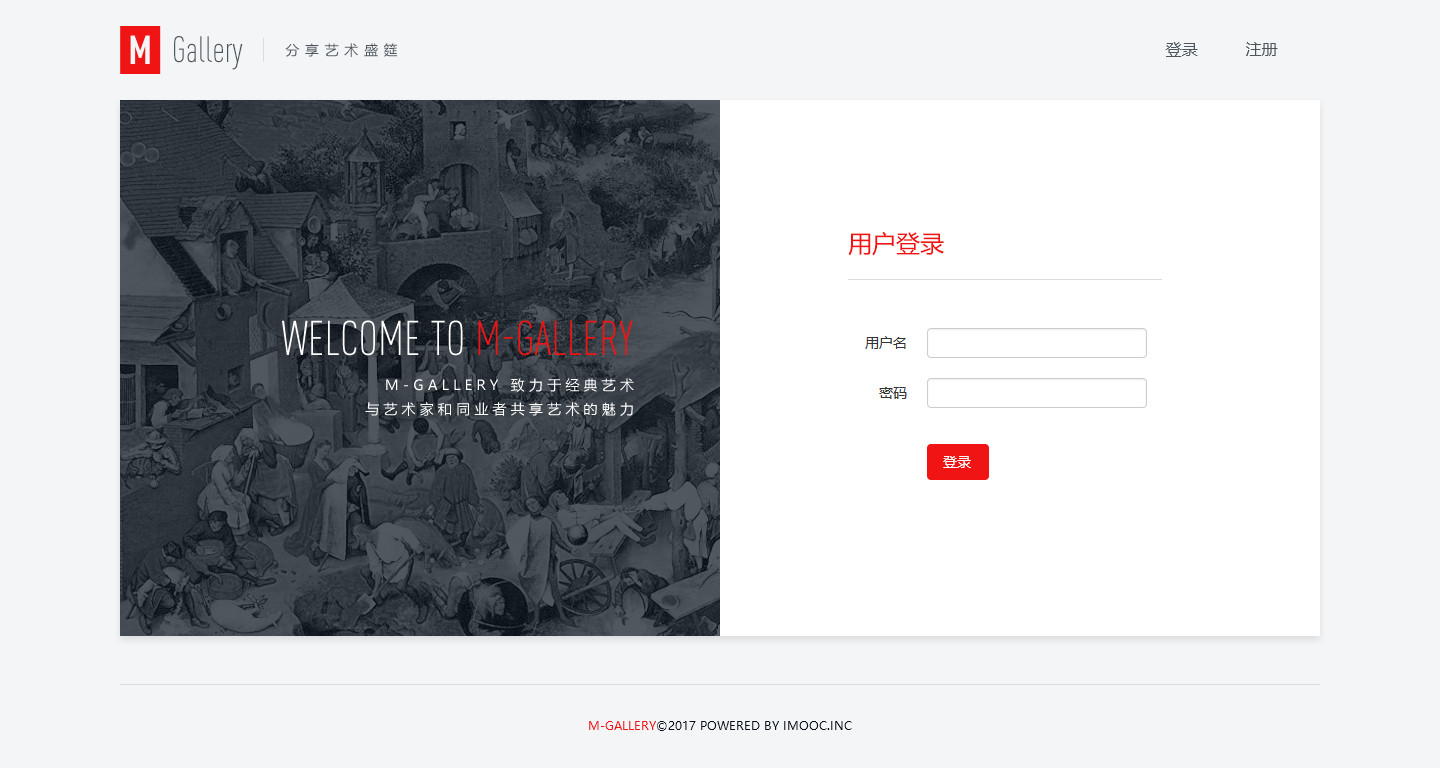 M Gallery 分享艺术盛筵 登录 注册
WELCOME TO M-GALLERY
M-GALLERY 致力于经典艺术
与艺术家和同业者共享艺术的魅力
用户登录
用户名
密码
登录
M-GALLERY©2017 POWERED BY IMOOC.INC